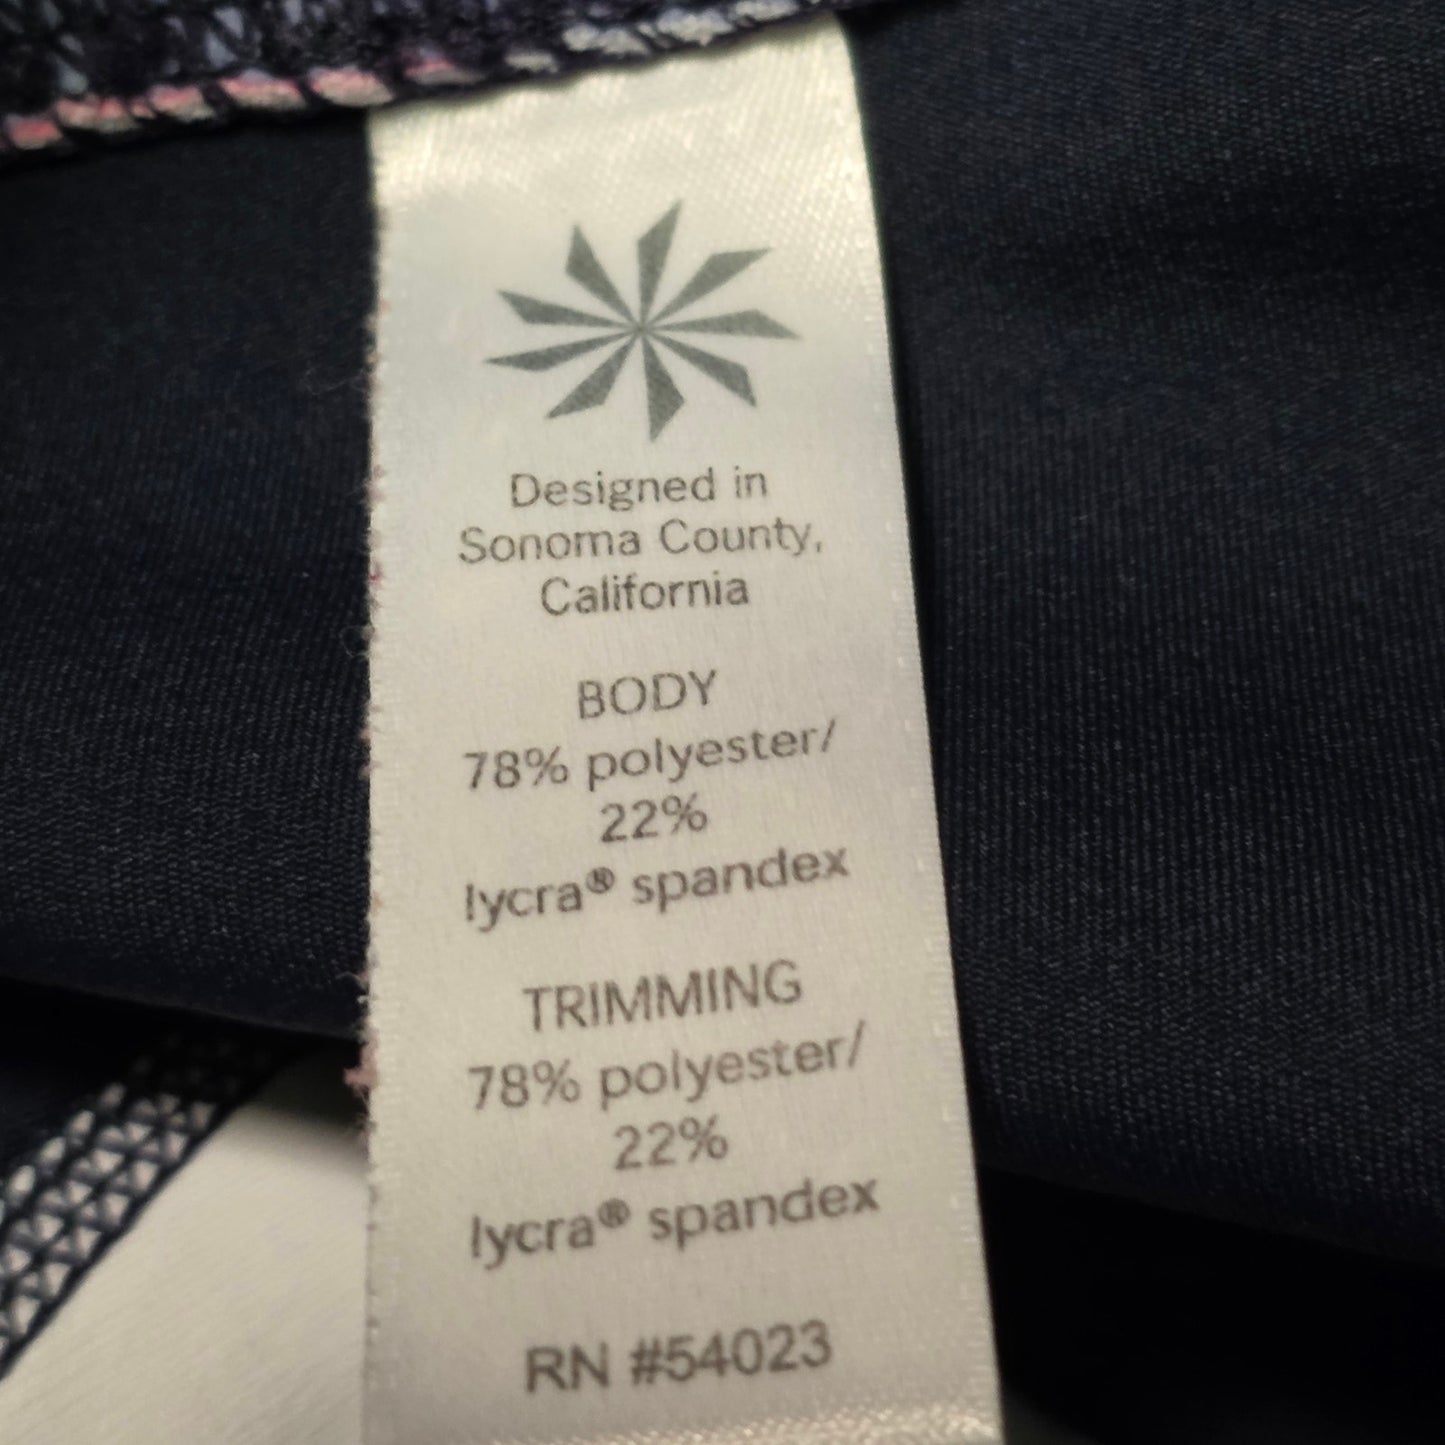 Designed in
Sonoma County,
California
BODY
78% polyester/
22%
lycra® spandex
TRIMMING
78% polyester/
22%
lycra® spandex
RN #54023